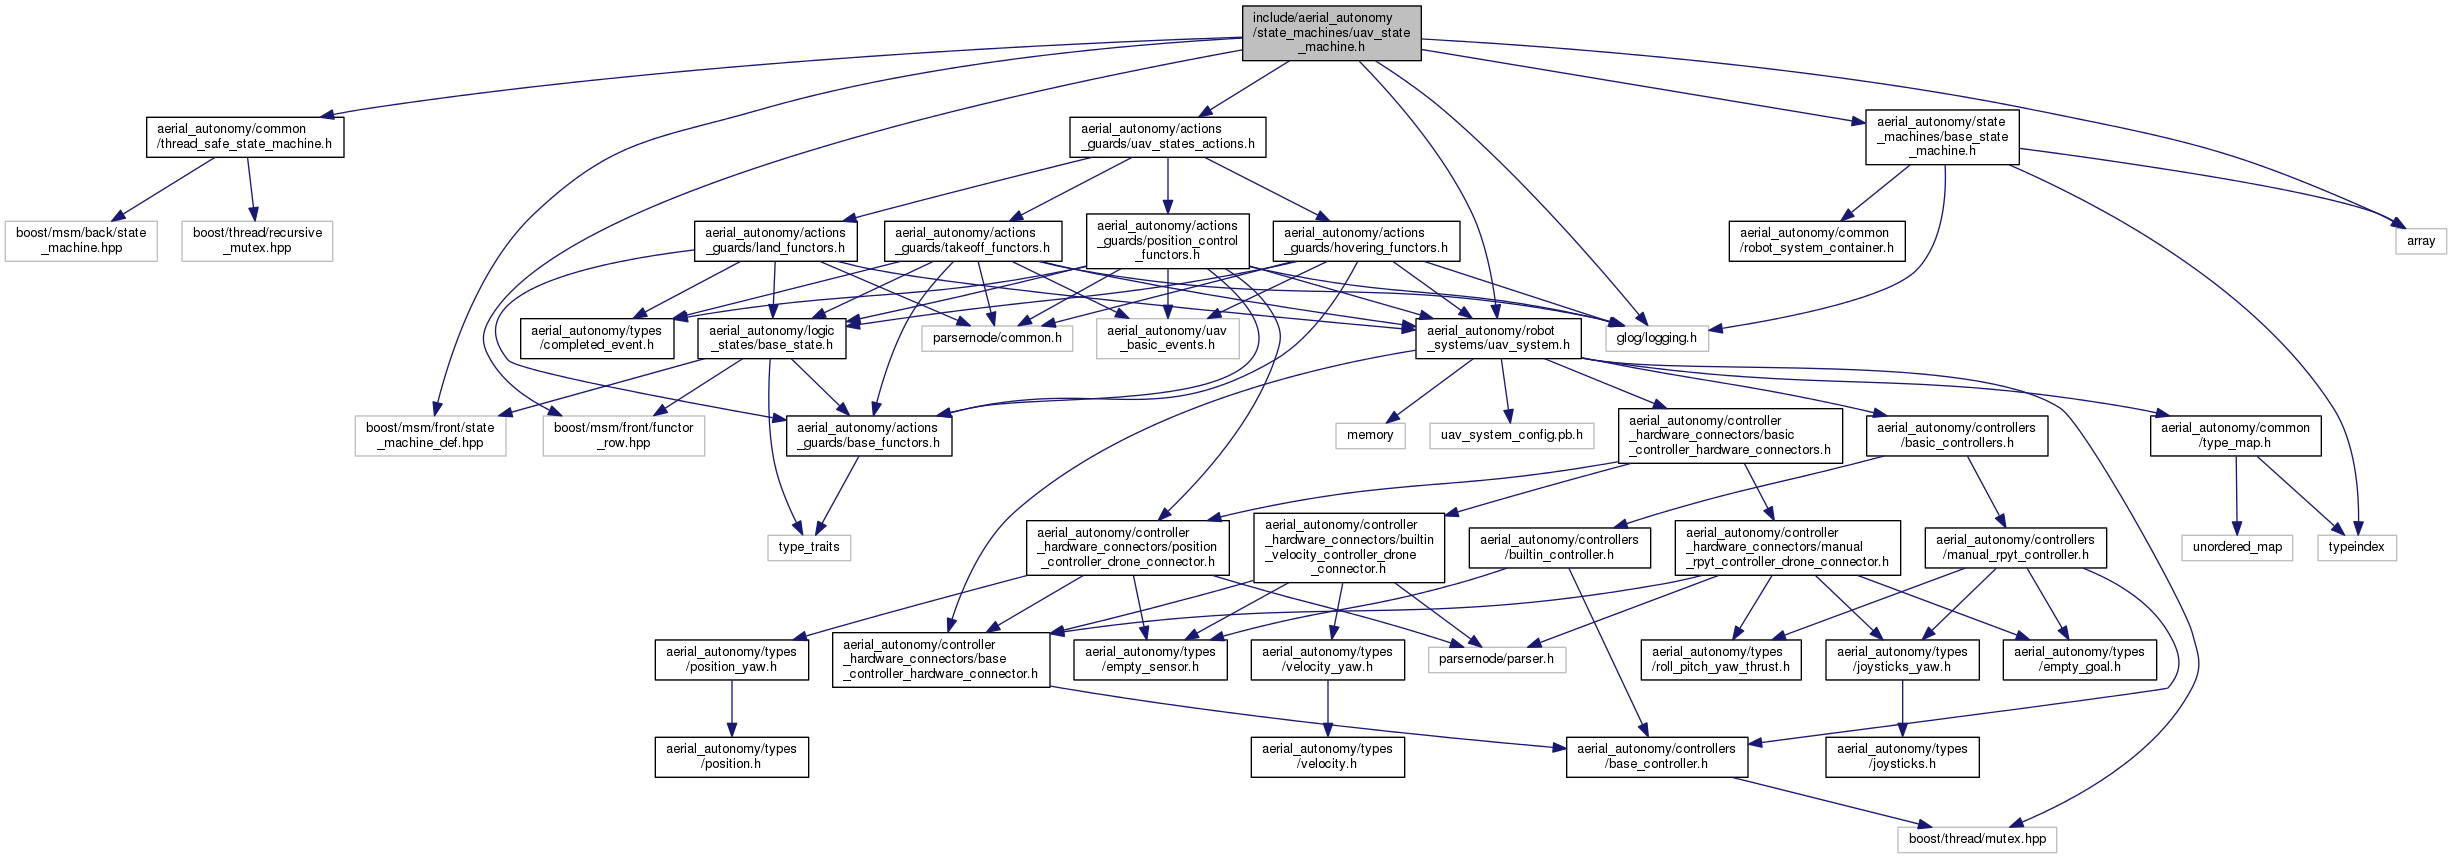 include/aerial_autonomy
/state_machines/uav_state
_machine.h
aerial_autonomy/common
/thread_safe_state_machine.h
aerial_autonomy/actions
_guards/uav_states_actions.h
aerial_autonomy/state
_machines/base_state
_machine.h
boost/msm/back/state
_machine.hpp
boost/thread/recursive
_mutex.hpp
aerial_autonomy/actions
_guards/land_functors.h
aerial_autonomy/actions
_guards/takeoff_functors.h
aerial_autonomy/actions
_guards/position_control
_functors.h
aerial_autonomy/actions
_guards/hovering_functors.h
aerial_autonomy/common
/robot_system_container.h
array
aerial_autonomy/types
/completed_event.h
aerial_autonomy/logic
_states/base_state.h
parsernode/common.h
aerial_autonomy/uav
_basic_events.h
aerial_autonomy/robot
_systems/uav_system.h
glog/logging.h
boost/msm/front/state
_machine_def.hpp
boost/msm/front/functor
_row.hpp
aerial_autonomy/actions
_guards/base_functors.h
memory
uav_system_config.pb.h
aerial_autonomy/controller
_hardware_connectors/basic
_controller_hardware_connectors.h
aerial_autonomy/controllers
/basic_controllers.h
aerial_autonomy/common
/type_map.h
type_traits
aerial_autonomy/controller
_hardware_connectors/position
_controller_drone_connector.h
aerial_autonomy/controller
_hardware_connectors/builtin
_velocity_controller_drone
_connector.h
aerial_autonomy/controllers
/builtin_controller.h
aerial_autonomy/controller
_hardware_connectors/manual
_rpyt_controller_drone_connector.h
aerial_autonomy/controllers
/manual_rpyt_controller.h
unordered_map
typeindex
aerial_autonomy/types
/position_yaw.h
aerial_autonomy/controller
_hardware_connectors/base
_controller_hardware_connector.h
aerial_autonomy/types
/empty_sensor.h
aerial_autonomy/types
/velocity_yaw.h
parsernode/parser.h
aerial_autonomy/types
/roll_pitch_yaw_thrust.h
aerial_autonomy/types
/joysticks_yaw.h
aerial_autonomy/types
/empty_goal.h
aerial_autonomy/types
/position.h
aerial_autonomy/types
/velocity.h
aerial_autonomy/controllers
/base_controller.h
aerial_autonomy/types
/joysticks.h
boost/thread/mutex.hpp